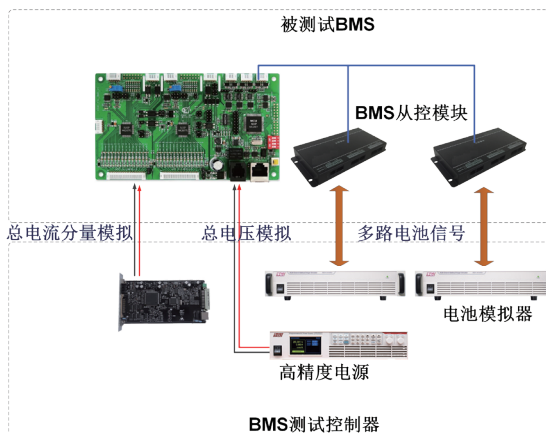 被测试BMS
BMS从控模块
总电流分量模拟 总电压模拟 多路电池信号
电池模拟器
高精度电源
BMS测试控制器